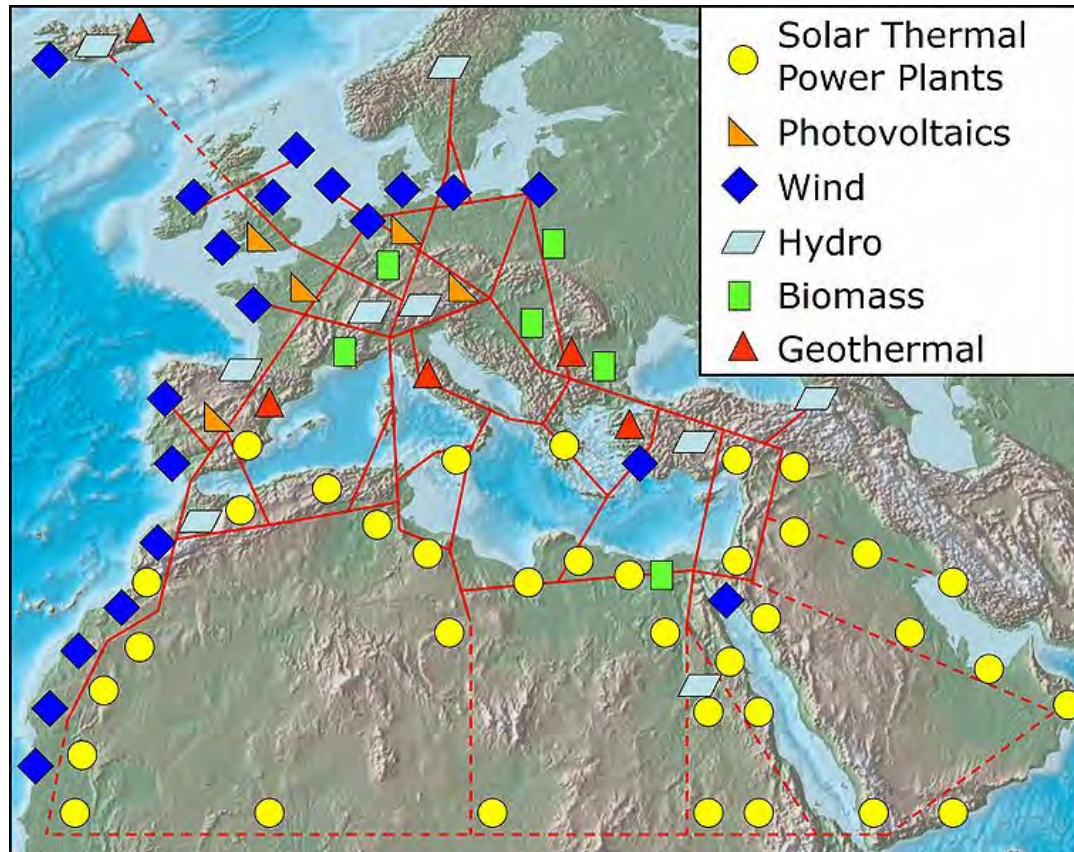 Solar Thermal
Power Plants
Photovoltaics
Wind
Hydro
Biomass
Geothermal